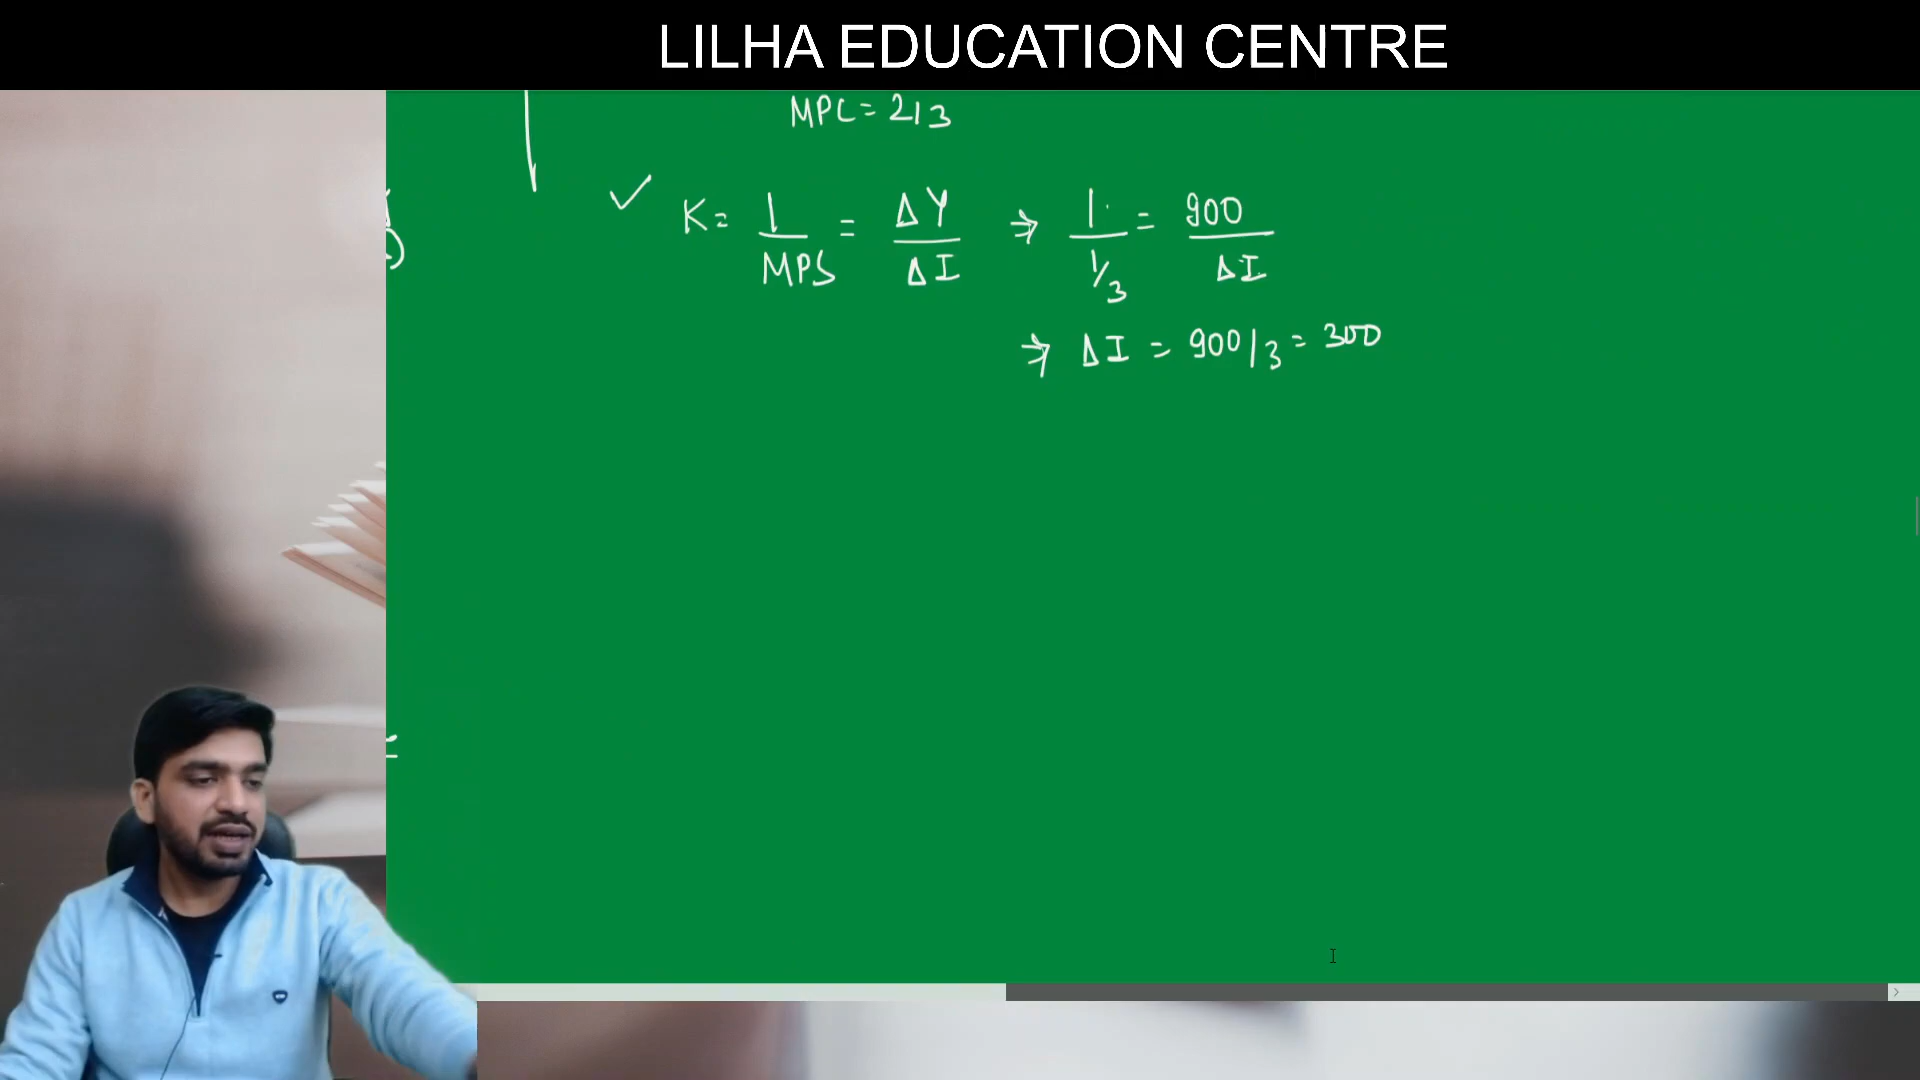 LILHA EDUCATION CENTRE
MPC = 2/3
✓ K = 1/MPS = ΔY/ΔI ⇒ 1/(1/3) = 900/ΔI
⇒ ΔI = 900/3 = 300